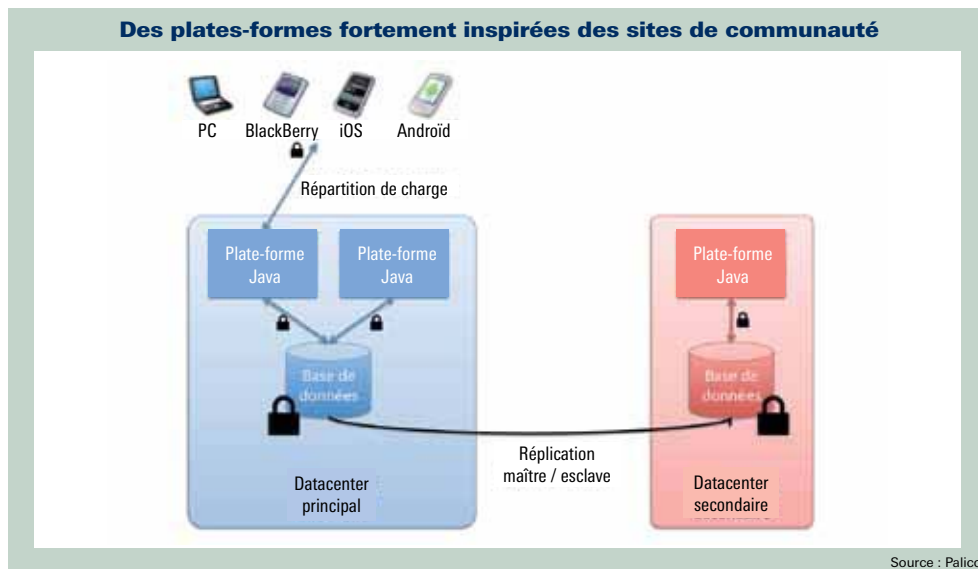 Des plates-formes fortement inspirées des sites de communauté
PC BlackBerry iOS Androïd
Répartition de charge
Plate-forme
Java
Plate-forme
Java
Plate-forme
Java
Base de
données
Base de
données
Réplication
maître / esclave
Datacenter
principal
Datacenter
secondaire
Source : Palico